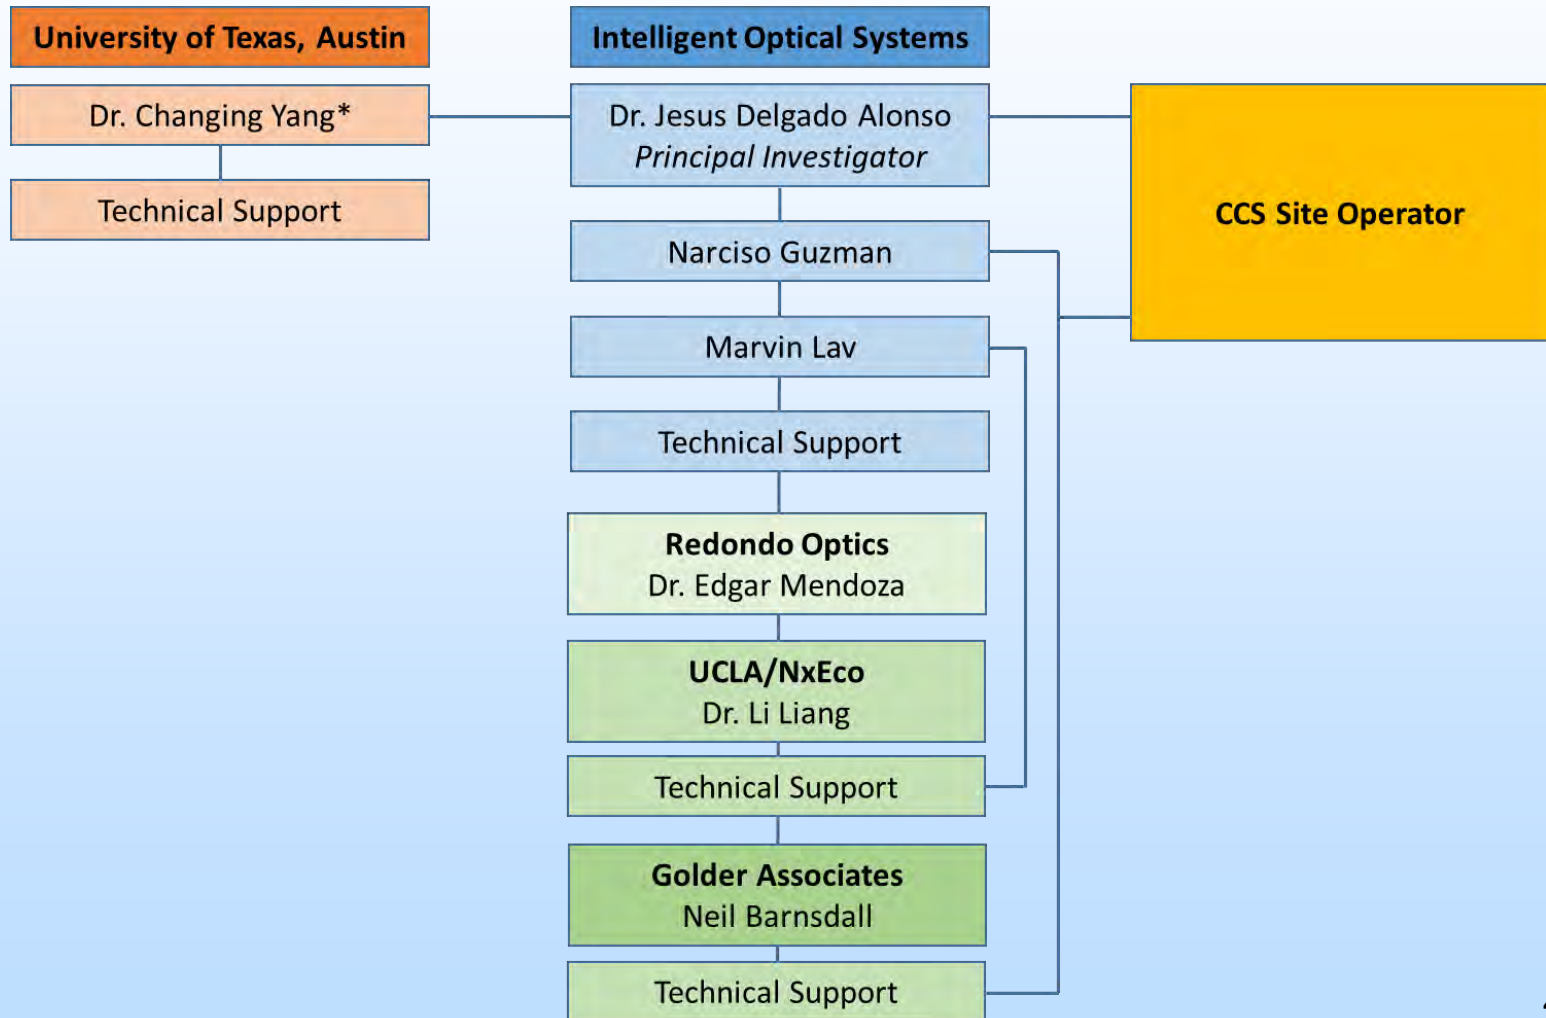 University of Texas, Austin
Intelligent Optical Systems
Dr. Changing Yang*
Technical Support
Dr. Jesus Delgado Alonso
Principal Investigator
CCS Site Operator
Narciso Guzman
Marvin Lav
Technical Support
Redondo Optics
Dr. Edgar Mendoza
UCLA/NxEco
Dr. Li Liang
Technical Support
Golder Associates
Neil Barnsdall
Technical Support